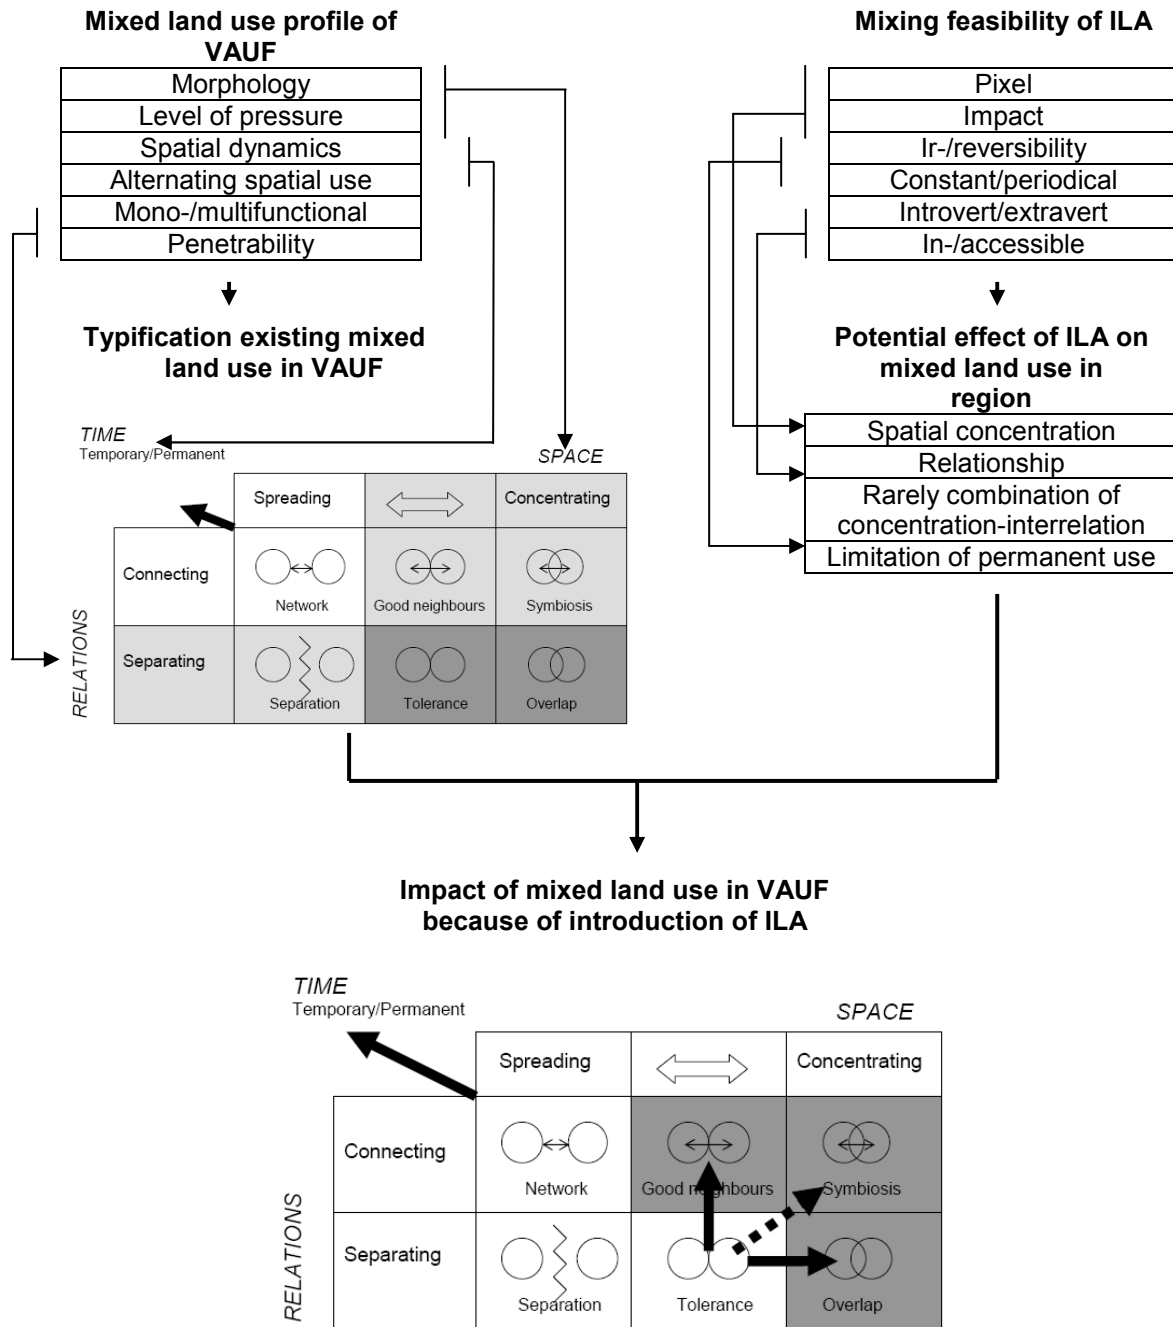 Mixed land use profile of
VAUF
Morphology
Level of pressure
Spatial dynamics
Alternating spatial use
Mono-/multifunctional
Penetrability
Mixing feasibility of ILA
Pixel
Impact
Ir-/reversibility
Constant/periodical
Introvert/extravert
In-/accessible
Typification existing mixed
land use in VAUF
Potential effect of ILA on
mixed land use in
region
Spatial concentration
Relationship
Rarely combination of
concentration-interrelation
Limitation of permanent use
TIME
Temporary/Permanent
SPACE
Spreading
Concentrating
RELATIONS
Connecting
Network
Good neighbours
Symbiosis
Separating
Separation
Tolerance
Overlap
Impact of mixed land use in VAUF
because of introduction of ILA
TIME
Temporary/Permanent
SPACE
Spreading
Concentrating
RELATIONS
Connecting
Network
Good neighbours
Symbiosis
Separating
Separation
Tolerance
Overlap